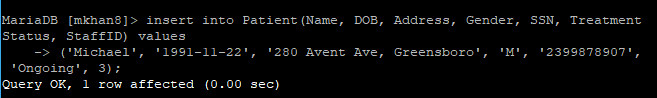 MariaDB [mkhan8]> insert into Patient(Name, DOB, Address, Gender, SSN, Treatment
Status, StaffID) values
    -> ('Michael', '1991-11-22', '280 Avent Ave, Greensboro', 'M', '2399878907',
 'Ongoing', 3);
Query OK, 1 row affected (0.00 sec)